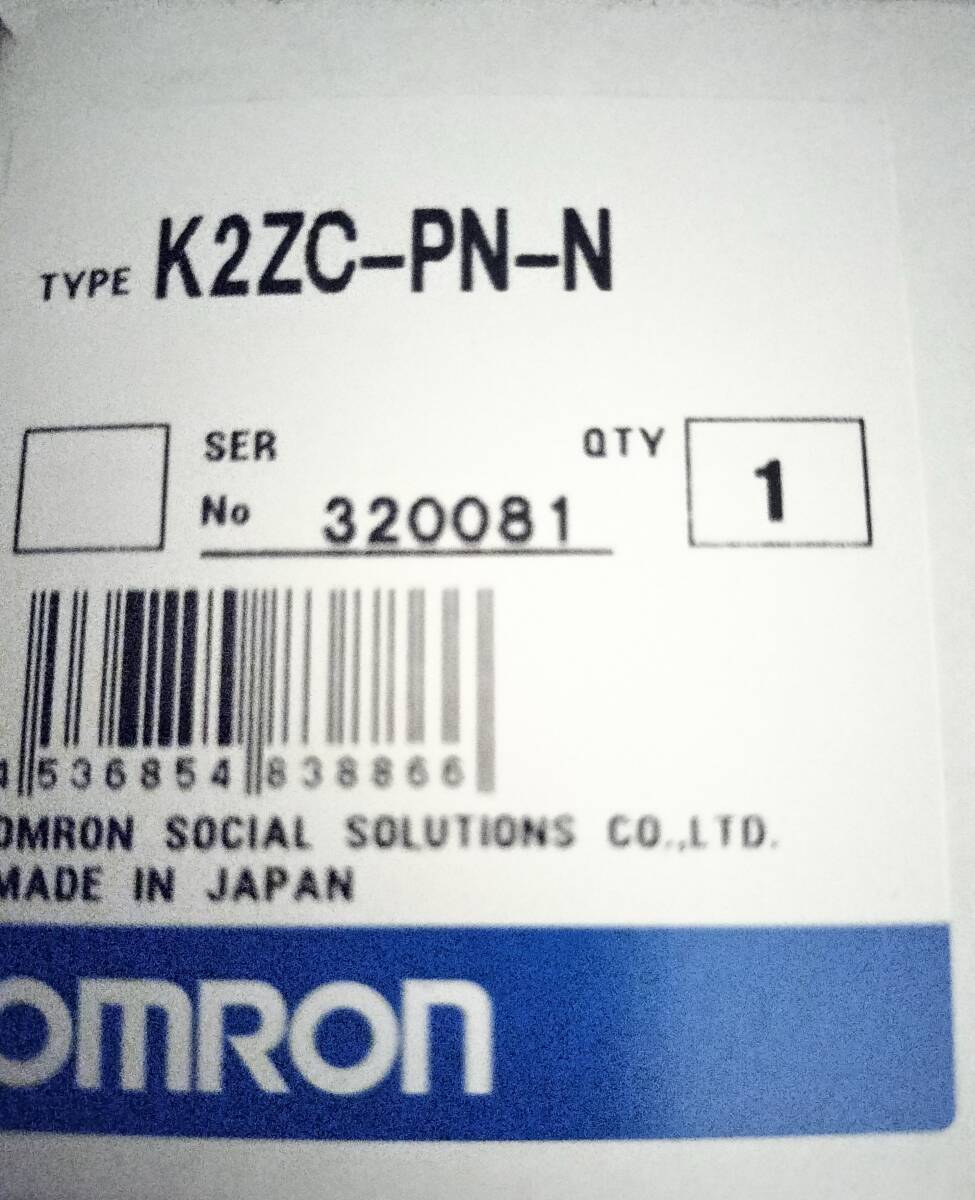 TYPE K2ZC-PN-N
SER
No 320081
QTY 1
4 536854 838866
OMRON SOCIAL SOLUTIONS CO.,LTD.
MADE IN JAPAN
OMRON